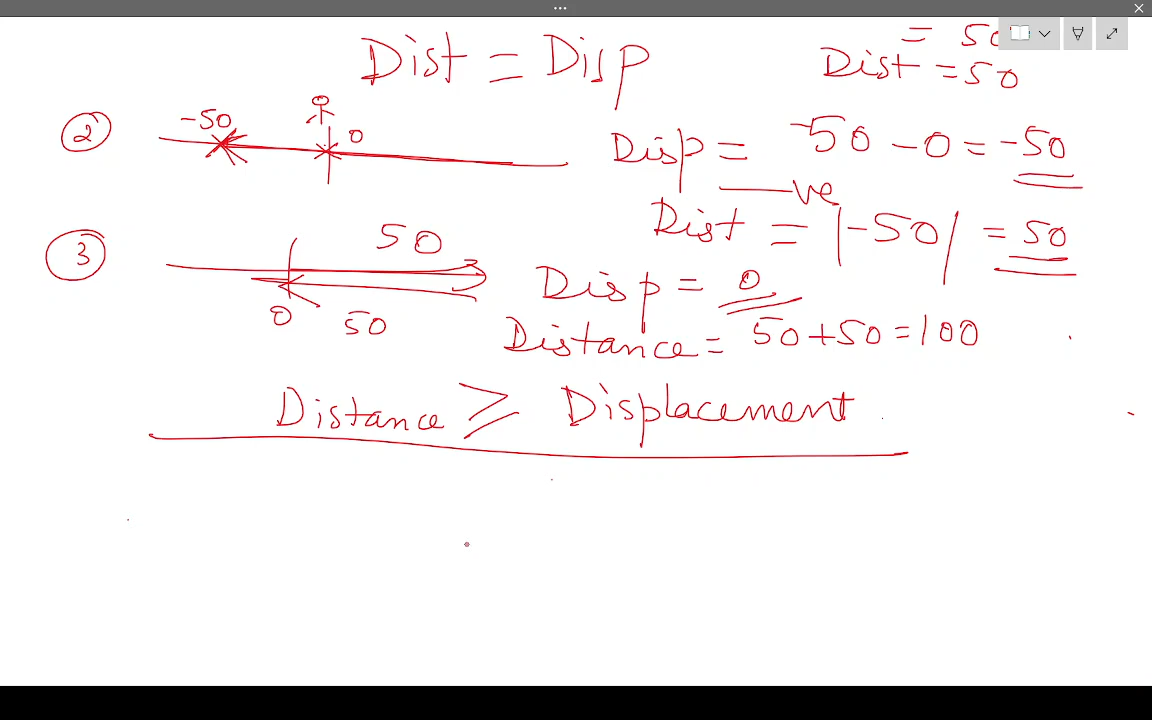 = 50
Dist = Disp
Dist = 50
② -50 0 Disp = -50 - 0 = -50
-ve
Dist = |-50| = 50
③ 50
Disp = 0
0 50
Distance = 50 + 50 = 100
Distance ≥ Displacement